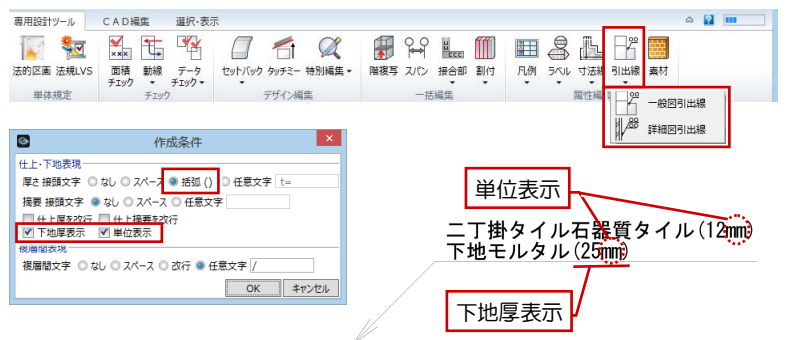 専用設計ツール ＣＡＤ編集 選択・表示
法的区画 法規LVS 面積チェック 動線チェック データチェック セットバック タッチミー 特別編集 階複写 スパン 接合部 割付 凡例 ラベル 寸法線 引出線 素材
単体規定 チェック デザイン編集 一括編集 属性編
一般図引出線
詳細図引出線
作成条件
仕上・下地表現
厚さ 接頭文字 なし スペース 括弧 () 任意文字 t=
摘要 接頭文字 なし スペース 任意文字
仕上厚を改行 仕上摘要を改行
下地厚表示 単位表示
複層間表現
複層間文字 なし スペース 改行 任意文字 /
OK キャンセル
単位表示
二丁掛タイル石器質タイル(12mm)
下地モルタル(25mm)
下地厚表示